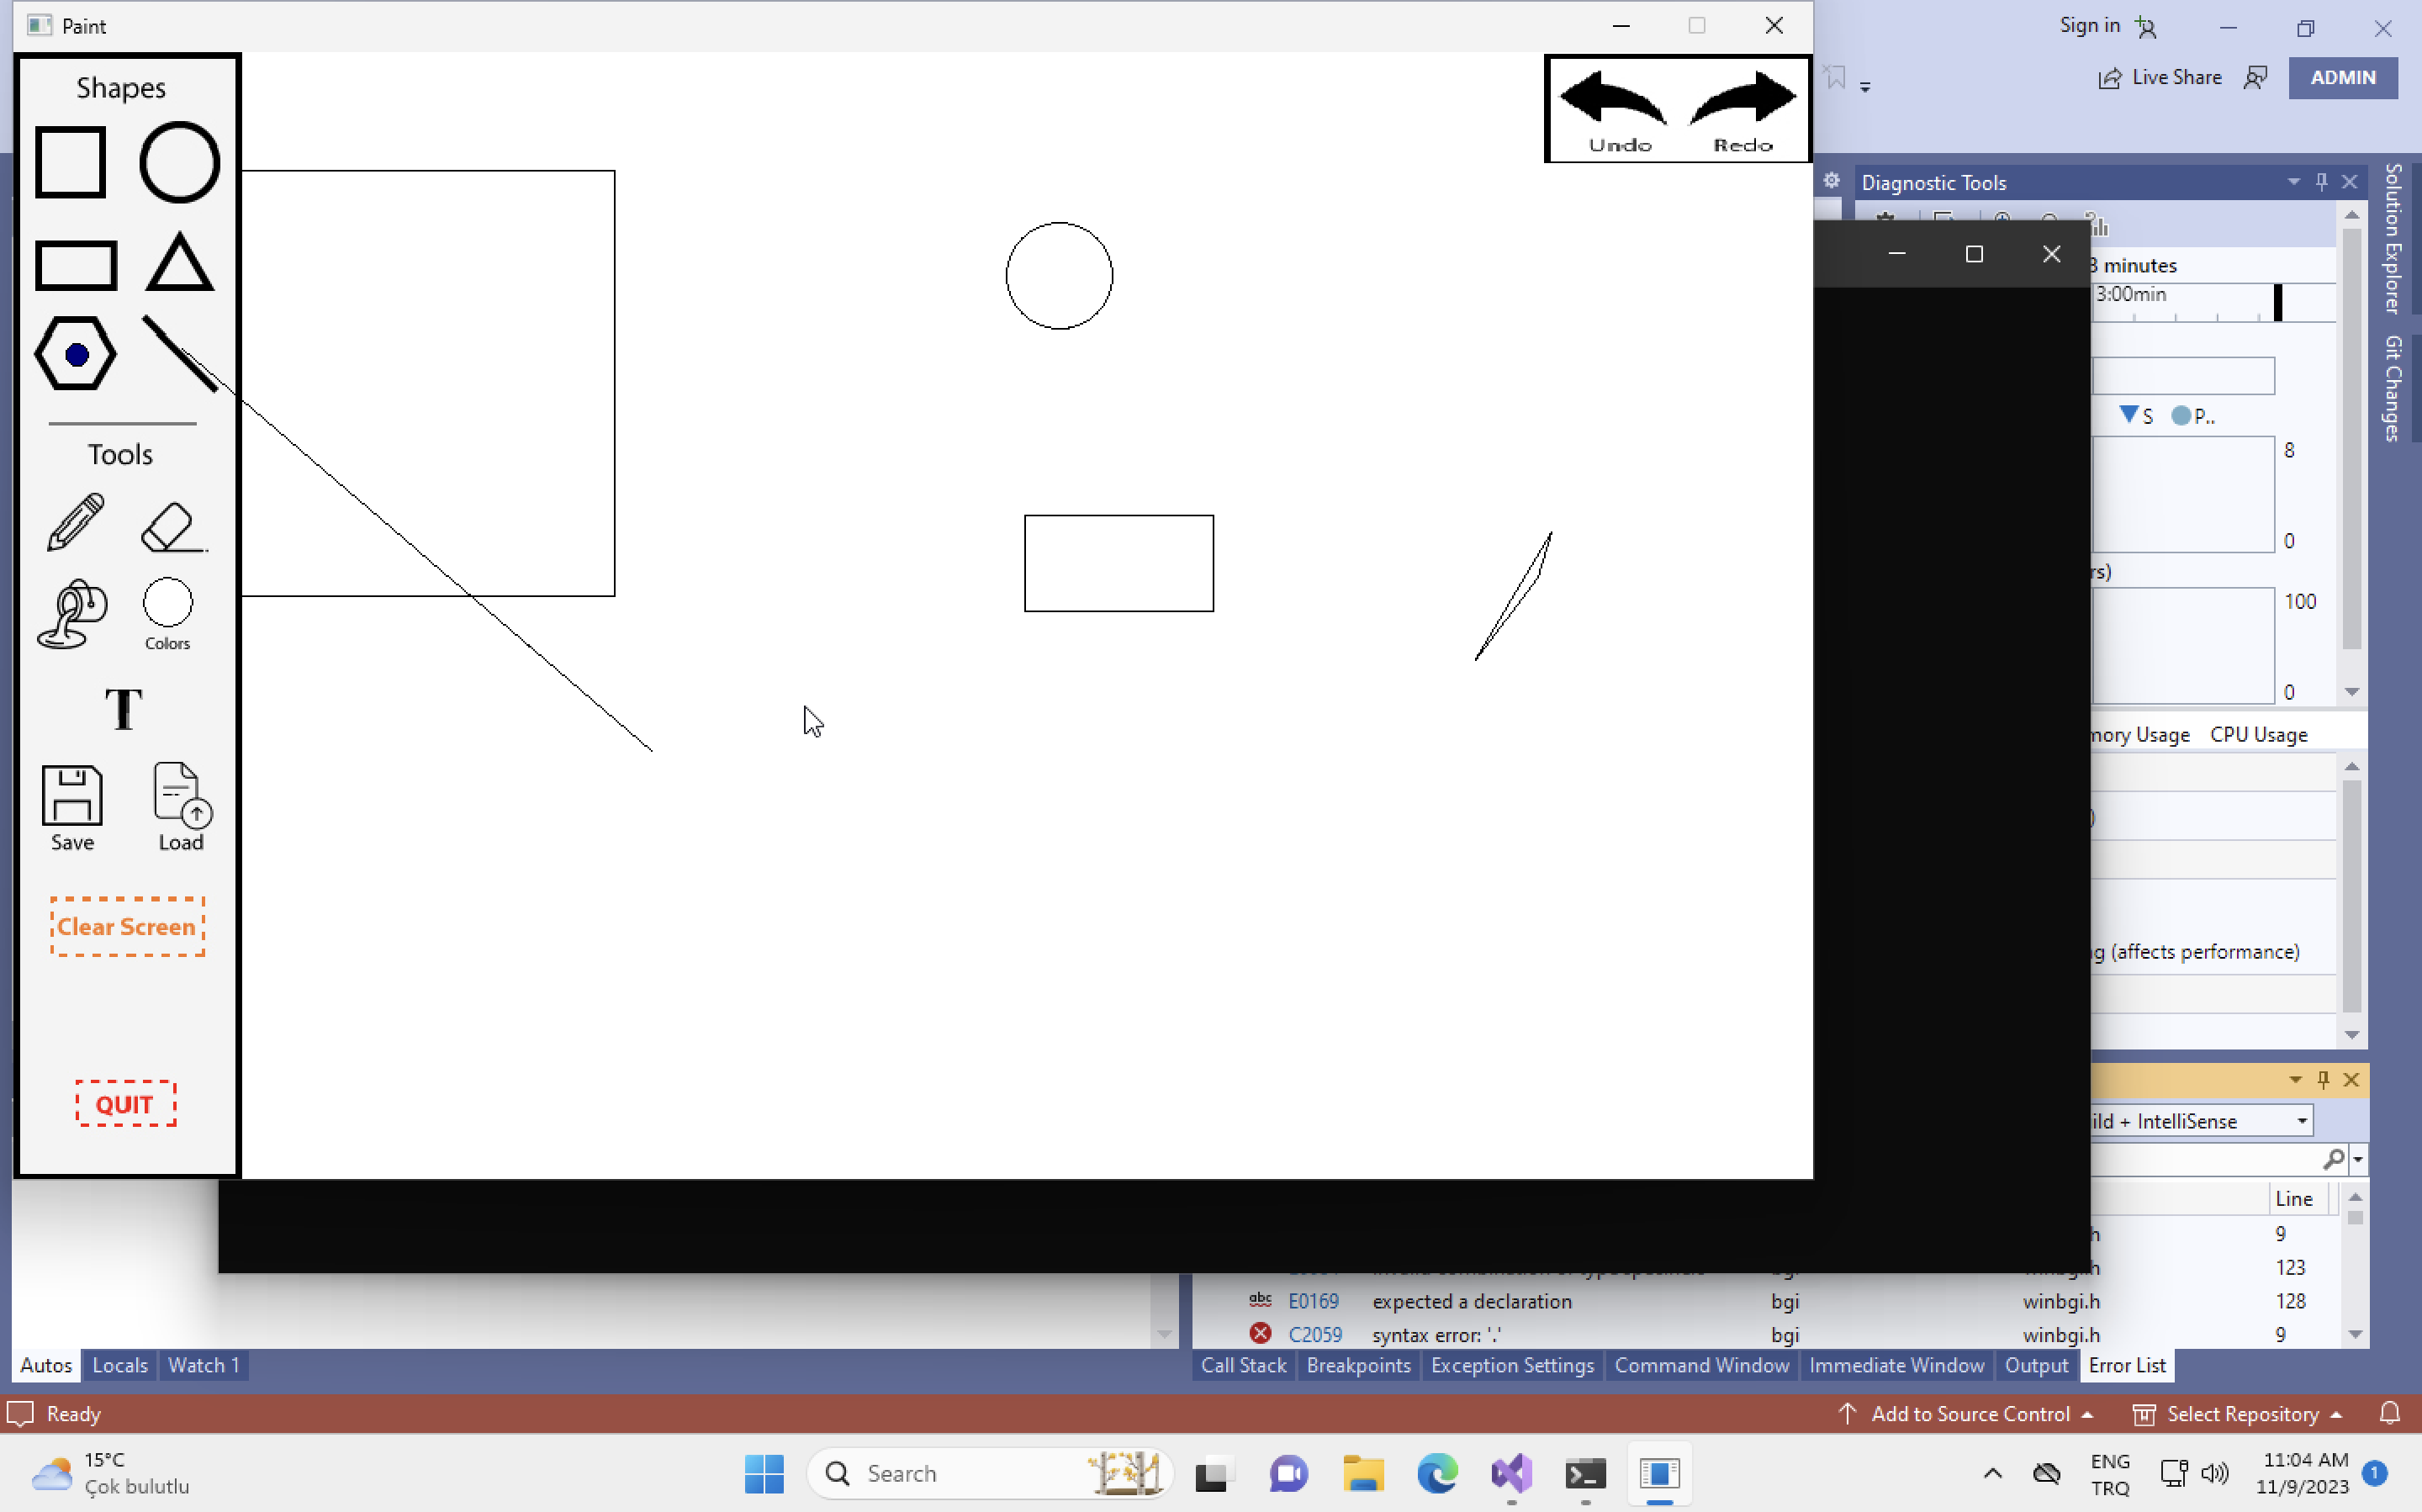 Paint
Sign in
Live Share
ADMIN
Shapes
Undo
Redo
Diagnostic Tools
Solution Explorer
Git Changes
3 minutes
3:00min
S
P..
8
0
100
0
Tools
Colors
T
Save
Load
Clear Screen
QUIT
CPU Usage
Usage
(affects performance)
+ IntelliSense
Line
9
123
E0169 expected a declaration bgi winbgi.h 128
C2059 syntax error: '.' bgi winbgi.h 9
Autos Locals Watch 1
Call Stack Breakpoints Exception Settings Command Window Immediate Window Output Error List
Ready
Add to Source Control
Select Repository
15°C
Çok bulutlu
Search
ENG
TRQ
11:04 AM
11/9/2023
1